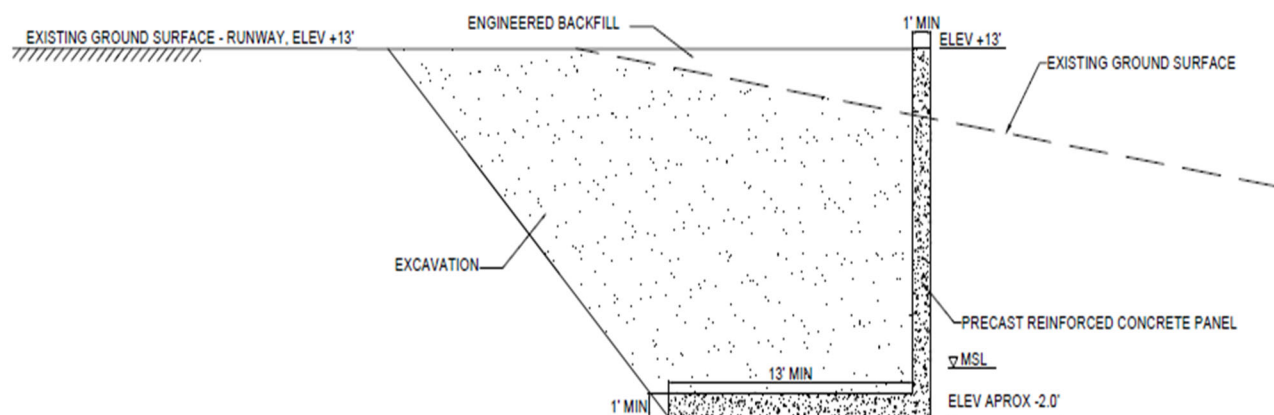 ENGINEERED BACKFILL
1' MIN
EXISTING GROUND SURFACE - RUNWAY, ELEV +13'
ELEV +13'
EXISTING GROUND SURFACE
EXCAVATION
PRECAST REINFORCED CONCRETE PANEL
MSL
13' MIN
1' MIN
ELEV APROX -2.0'